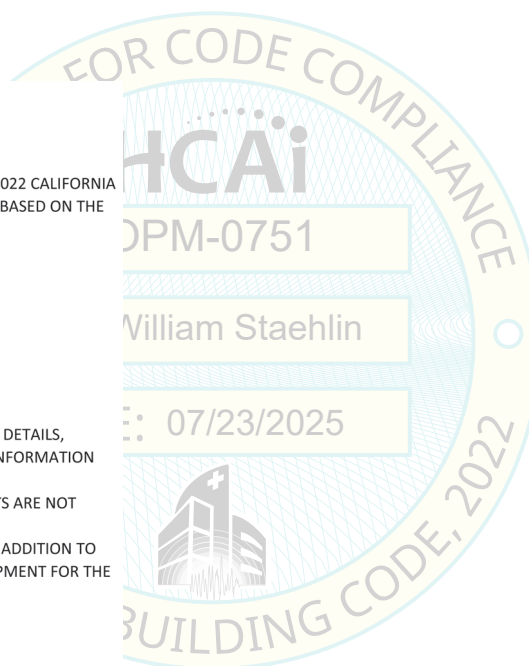 FOR CODE COMPLIANCE
HCAi
022 CALIFORNIA
BASED ON THE
OPM-0751
William Staehlin
: 07/23/2025
DETAILS,
NFORMATION
TS ARE NOT
ADDITION TO
PMENT FOR THE
BUILDING CODE, 2022